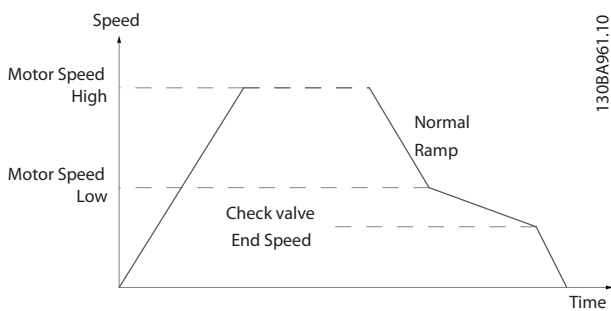 Speed
130BA961.10
Motor Speed
High
Normal
Ramp
Motor Speed
Low
Check valve
End Speed
Time